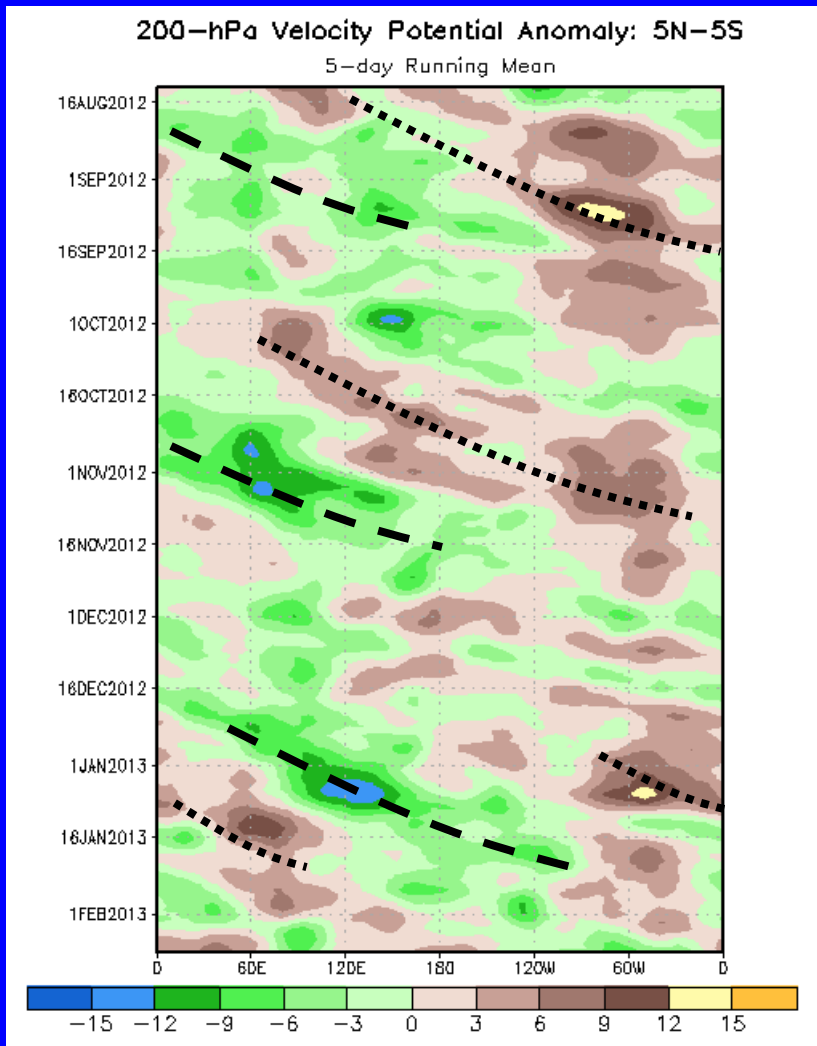 200-hPa Velocity Potential Anomaly: 5N-5S
5-day Running Mean
16AUG2012
1SEP2012
16SEP2012
1OCT2012
16OCT2012
1NOV2012
16NOV2012
1DEC2012
16DEC2012
1JAN2013
16JAN2013
1FEB2013
0 60E 120E 180 120W 60W 0
-15 -12 -9 -6 -3 0 3 6 9 12 15